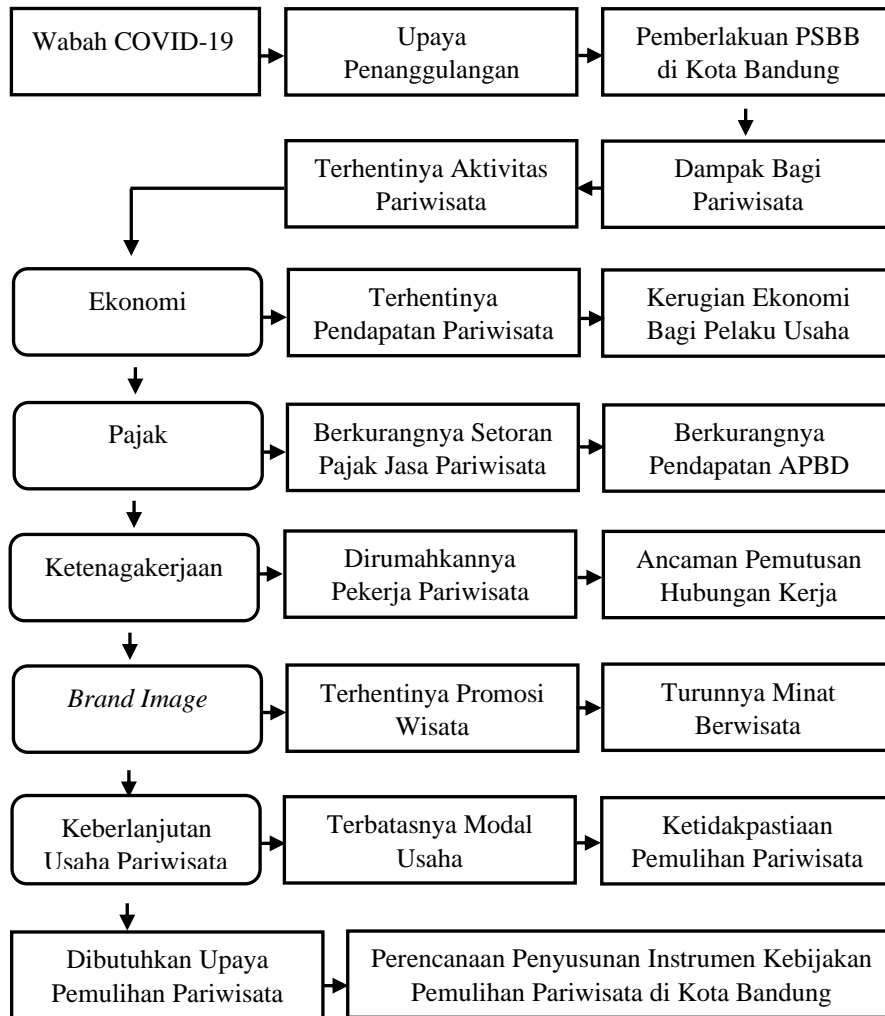 Wabah COVID-19
Upaya
Penanggulangan
Pemberlakuan PSBB
di Kota Bandung
Terhentinya Aktivitas
Pariwisata
Dampak Bagi
Pariwisata
Ekonomi
Terhentinya
Pendapatan Pariwisata
Kerugian Ekonomi
Bagi Pelaku Usaha
Pajak
Berkurangnya Setoran
Pajak Jasa Pariwisata
Berkurangnya
Pendapatan APBD
Ketenagakerjaan
Dirumahkannya
Pekerja Pariwisata
Ancaman Pemutusan
Hubungan Kerja
Brand Image
Terhentinya Promosi
Wisata
Turunnya Minat
Berwisata
Keberlanjutan
Usaha Pariwisata
Terbatasnya Modal
Usaha
Ketidakpastiaan
Pemulihan Pariwisata
Dibutuhkan Upaya
Pemulihan Pariwisata
Perencanaan Penyusunan Instrumen Kebijakan
Pemulihan Pariwisata di Kota Bandung